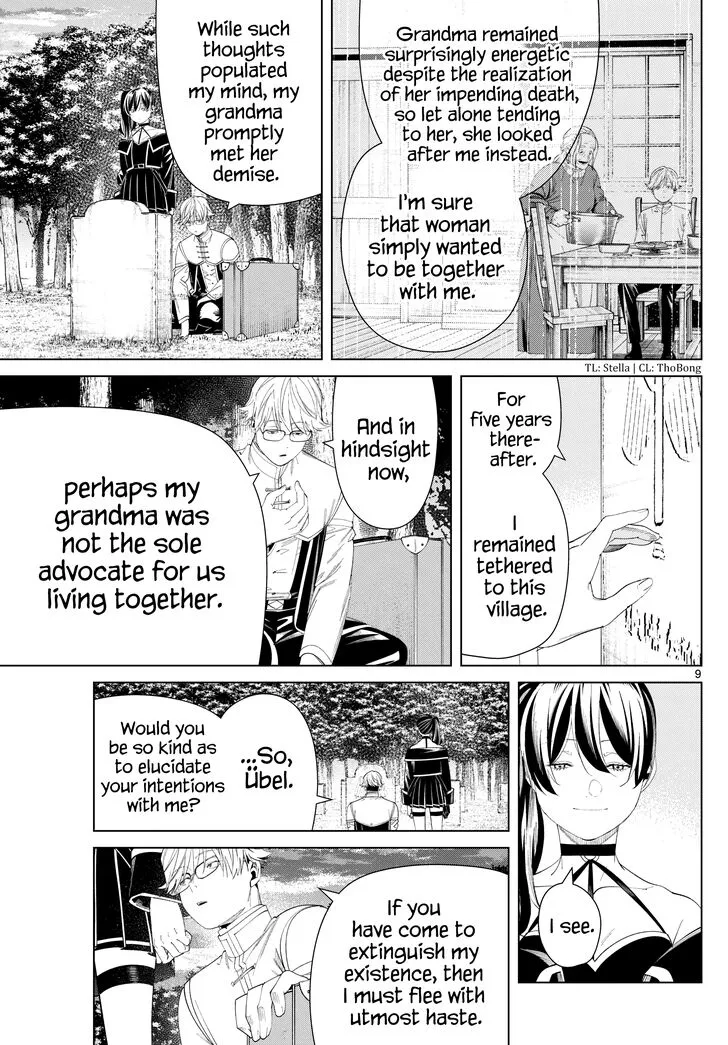 Grandma remained
surprisingly energetic
despite the realization
of her impending death,
so let alone tending
to her, she looked
after me instead.
I'm sure
that woman
simply wanted
to be together
with me.
While such
thoughts
populated
my mind, my
grandma
promptly
met her
demise.
TL: Stella | CL: ThoBong
For
five years
there-
after.
I
remained
tethered
to this
village.
And in
hindsight
now,
perhaps my
grandma was
not the sole
advocate for us
living together.
9
I see.
...So,
Übel.
Would you
be so kind as
to elucidate
your intentions
with me?
If you
have come to
extinguish my
existence, then
I must flee with
utmost haste.